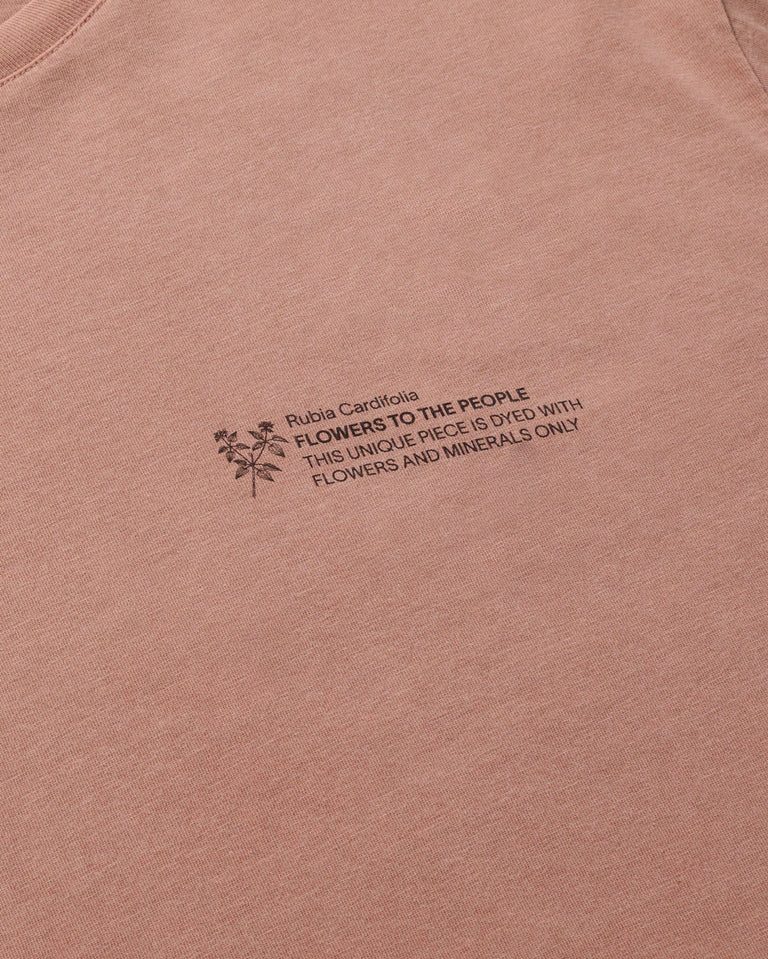 Rubia Cardifolia
FLOWERS TO THE PEOPLE
THIS UNIQUE PIECE IS DYED WITH
FLOWERS AND MINERALS ONLY